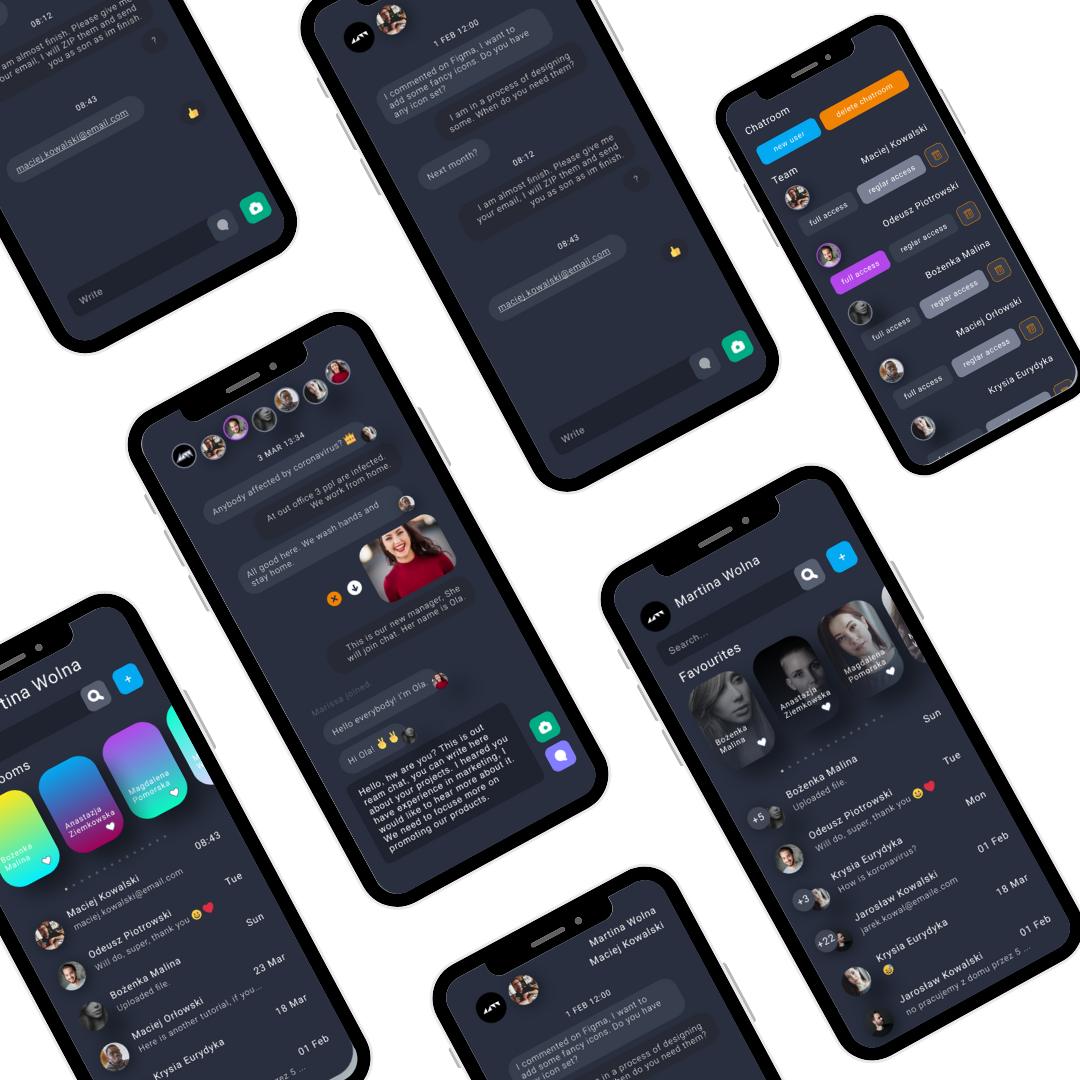 08:12
am almost finish. Please give me
our email, I will ZIP them and send
you as son as im finish.
?
08:43
maciej.kowalski@email.com
Write
1 FEB 12:00
I commented on Figma, I want to
add some fancy icons. Do you have
any icon set?
I am in a process of designing
some. When do you need them?
Next month?
08:12
I am almost finish. Please give me
your email, I will ZIP them and send
you as son as im finish.
?
08:43
maciej.kowalski@email.com
Write
Chatroom
new user
delete chatroom
Team
Maciej Kowalski
full access
reglar access
Odeusz Piotrowski
full access
reglar access
Bożenka Malina
full access
reglar access
Maciej Orłowski
full access
reglar access
Krysia Eurydyka
3 MAR 13:34
Anybody affected by coronavirus? 👑
At out office 3 ppl are infected.
We work from home.
All good here. We wash hands and
stay home.
This is our new manager, She
will join chat. Her name is Ola.
Marissa joined
Hello everybody! I'm Ola
Hi Ola! ✌️✌️
Hello, hw are you? This is out
ream chat, you can write here
about your projects. I heared you
have experience in marketing, I
would like to hear more about it.
We need to focuse more on
promoting our products.
Martina Wolna
Search...
Favourites
Bożenka
Malina
Anastazja
Ziemkowska
Magdalena
Pomorska
Bożenka Malina
Sun
Uploaded file.
+5
Odeusz Piotrowski
Tue
Will do, super, thank you 😀❤️
Krysia Eurydyka
Mon
How is koronavirus?
+3
Jarosław Kowalski
01 Feb
jarek.kowal@emaile.com
+22
Krysia Eurydyka
18 Mar
😅
Jarosław Kowalski
01 Feb
no pracujemy z domu przez 5 ...
tina Wolna
ooms
Bożenka
Malina
Anastazja
Ziemkowska
Magdalena
Pomorska
Maciej Kowalski
08:43
maciej.kowalski@email.com
Odeusz Piotrowski
Tue
Will do, super, thank you 😀❤️
Bożenka Malina
Sun
Uploaded file.
Maciej Orłowski
23 Mar
Here is another tutorial. if you...
Krysia Eurydyka
18 Mar
01 Feb
przez 5 ...
Martina Wolna
Maciej Kowalski
1 FEB 12:00
I commented on Figma, I want to
add some fancy icons. Do you have
icon set?
in a process of designing
When do you need them?